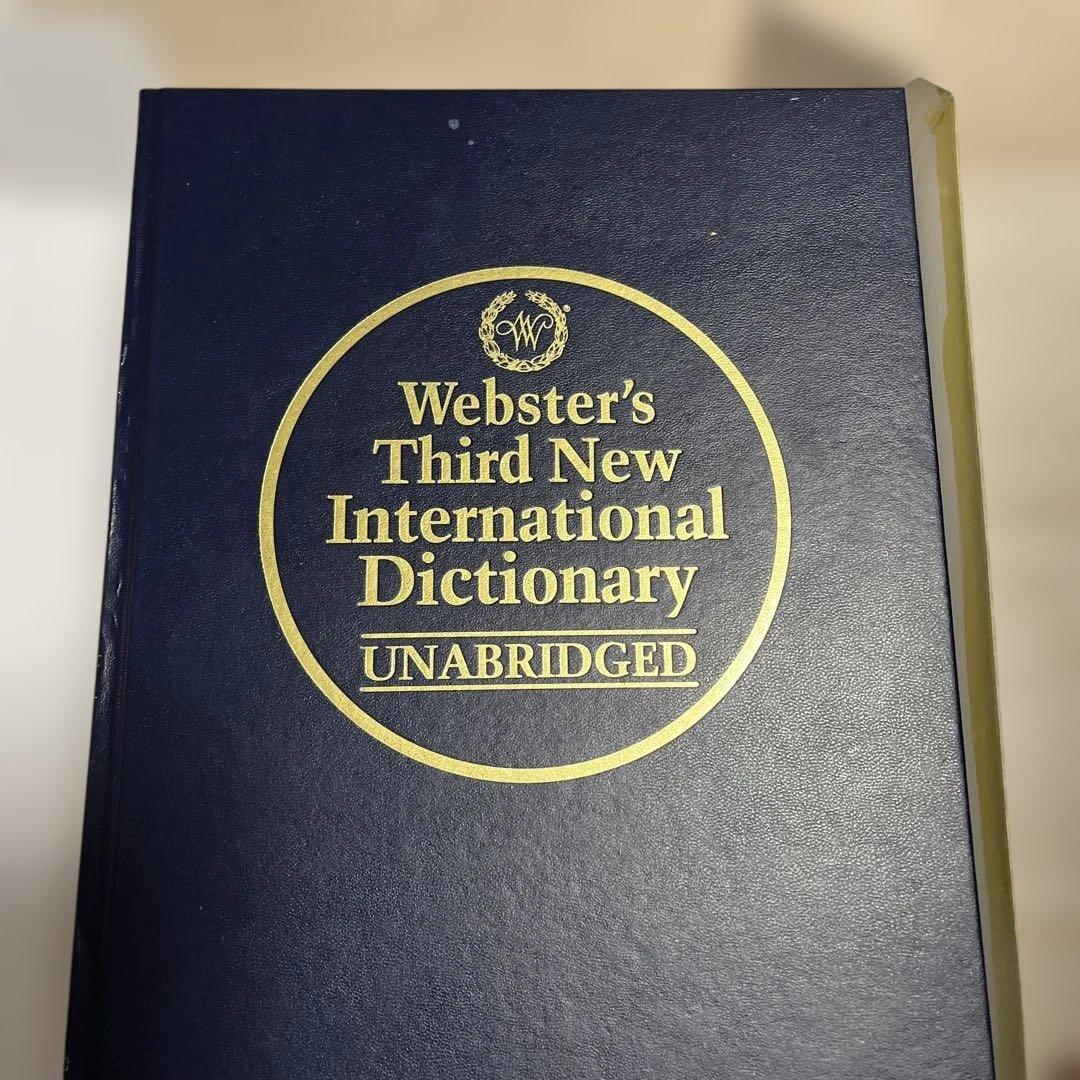 W®
Webster's
Third New
International
Dictionary
UNABRIDGED